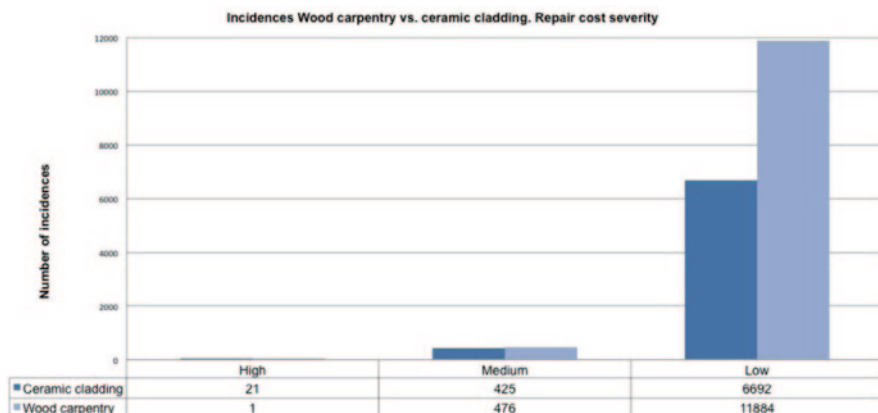 Incidences Wood carpentry vs. ceramic cladding. Repair cost severity
Number of incidences
12000
10000
8000
6000
4000
2000
0
High Medium Low
Ceramic cladding 21 425 6692
Wood carpentry 1 476 11884